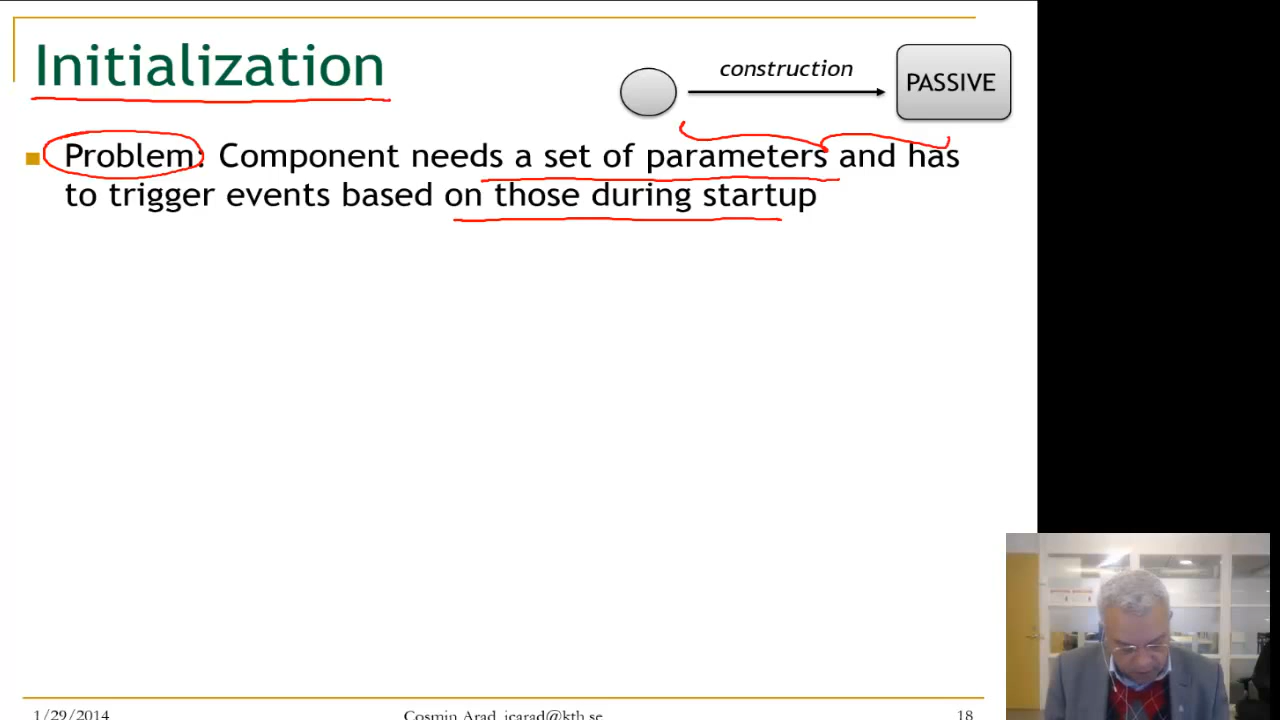 Initialization
construction
PASSIVE
Problem: Component needs a set of parameters and has
to trigger events based on those during startup
1/29/2014
Cosmin Arad, icarad@kth.se
18